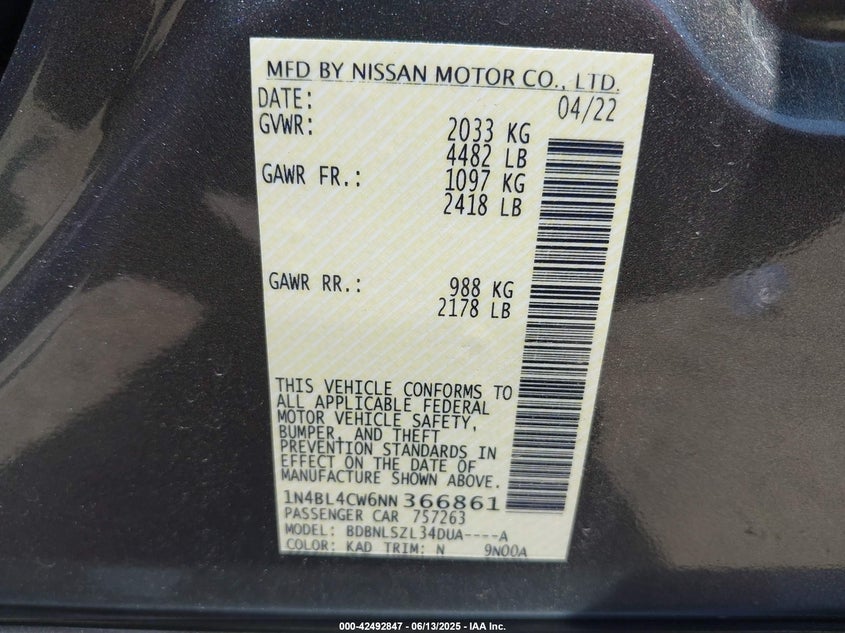 MFD BY NISSAN MOTOR CO., LTD.
DATE: 04/22
GVWR: 2033 KG
4482 LB
GAWR FR.: 1097 KG
2418 LB
GAWR RR.: 988 KG
2178 LB
THIS VEHICLE CONFORMS TO
ALL APPLICABLE FEDERAL
MOTOR VEHICLE SAFETY,
BUMPER, AND THEFT
PREVENTION STANDARDS IN
EFFECT ON THE DATE OF
MANUFACTURE SHOWN ABOVE.
1N4BL4CW6NN366861
PASSENGER CAR 757263
MODEL: BDBNLSZL34DUA----A
COLOR: KAD TRIM: N 9N00A
000-42492847 - 06/13/2025 - IAA Inc.